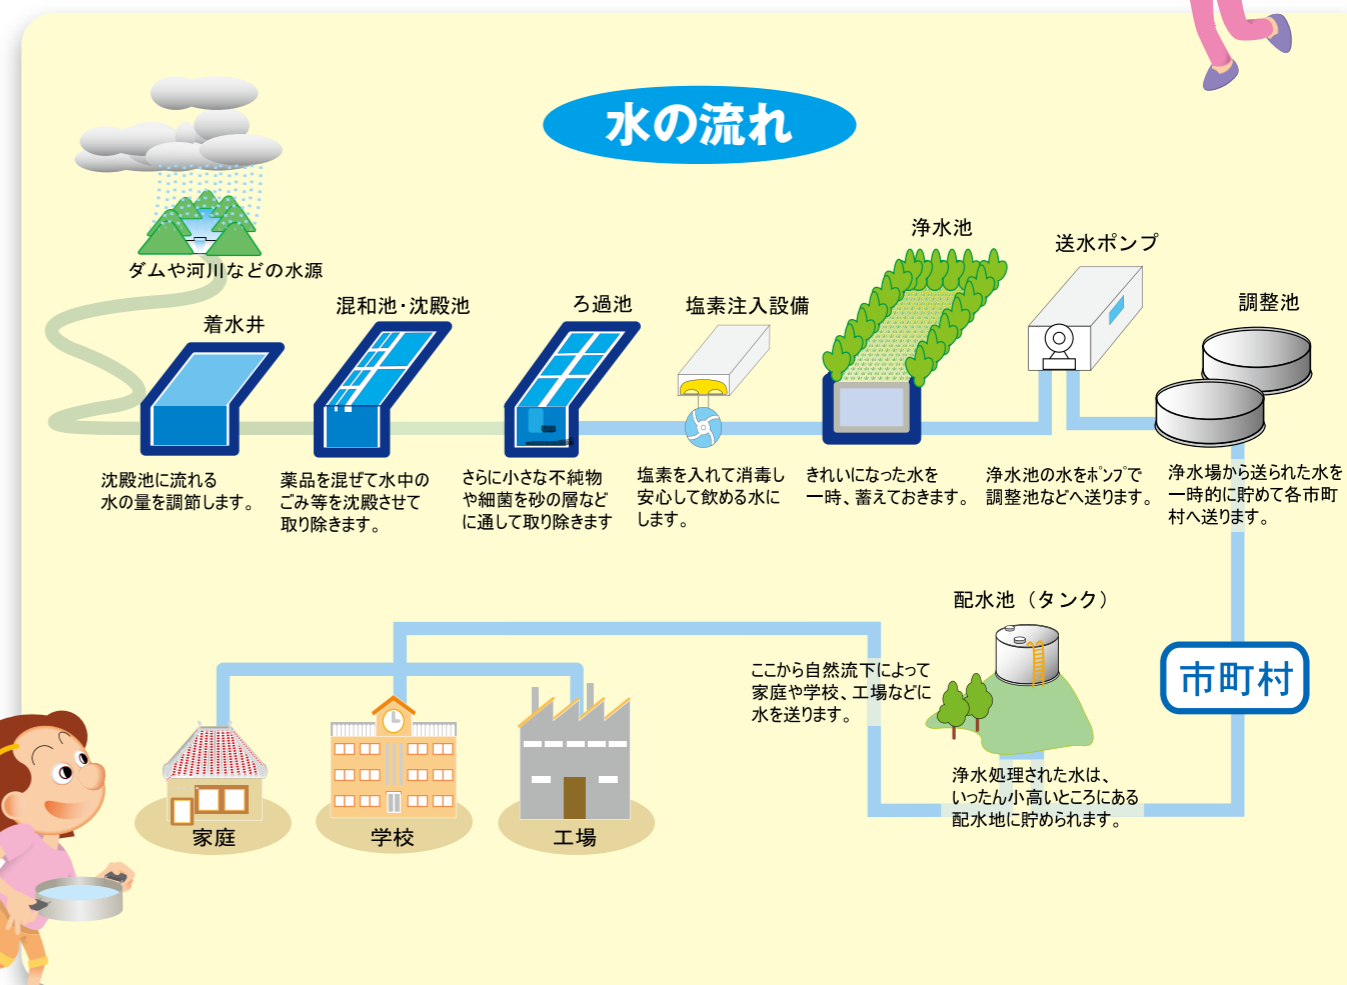 水の流れ
ダムや河川などの水源
着水井
沈殿池に流れる
水の量を調節します。
混和池・沈殿池
薬品を混ぜて水中の
ごみ等を沈殿させて
取り除きます。
ろ過池
さらに小さな不純物
や細菌を砂の層など
に通して取り除きます
塩素注入設備
塩素を入れて消毒し
安心して飲める水に
します。
浄水池
きれいになった水を
一時、蓄えておきます。
送水ポンプ
浄水池の水をポンプで
調整池などへ送ります。
調整池
浄水場から送られた水を
一時的に貯めて各市町
村へ送ります。
市町村
配水池（タンク）
浄水処理された水は、
いったん小高いところにある
配水地に貯められます。
ここから自然流下によって
家庭や学校、工場などに
水を送ります。
家庭
学校
工場